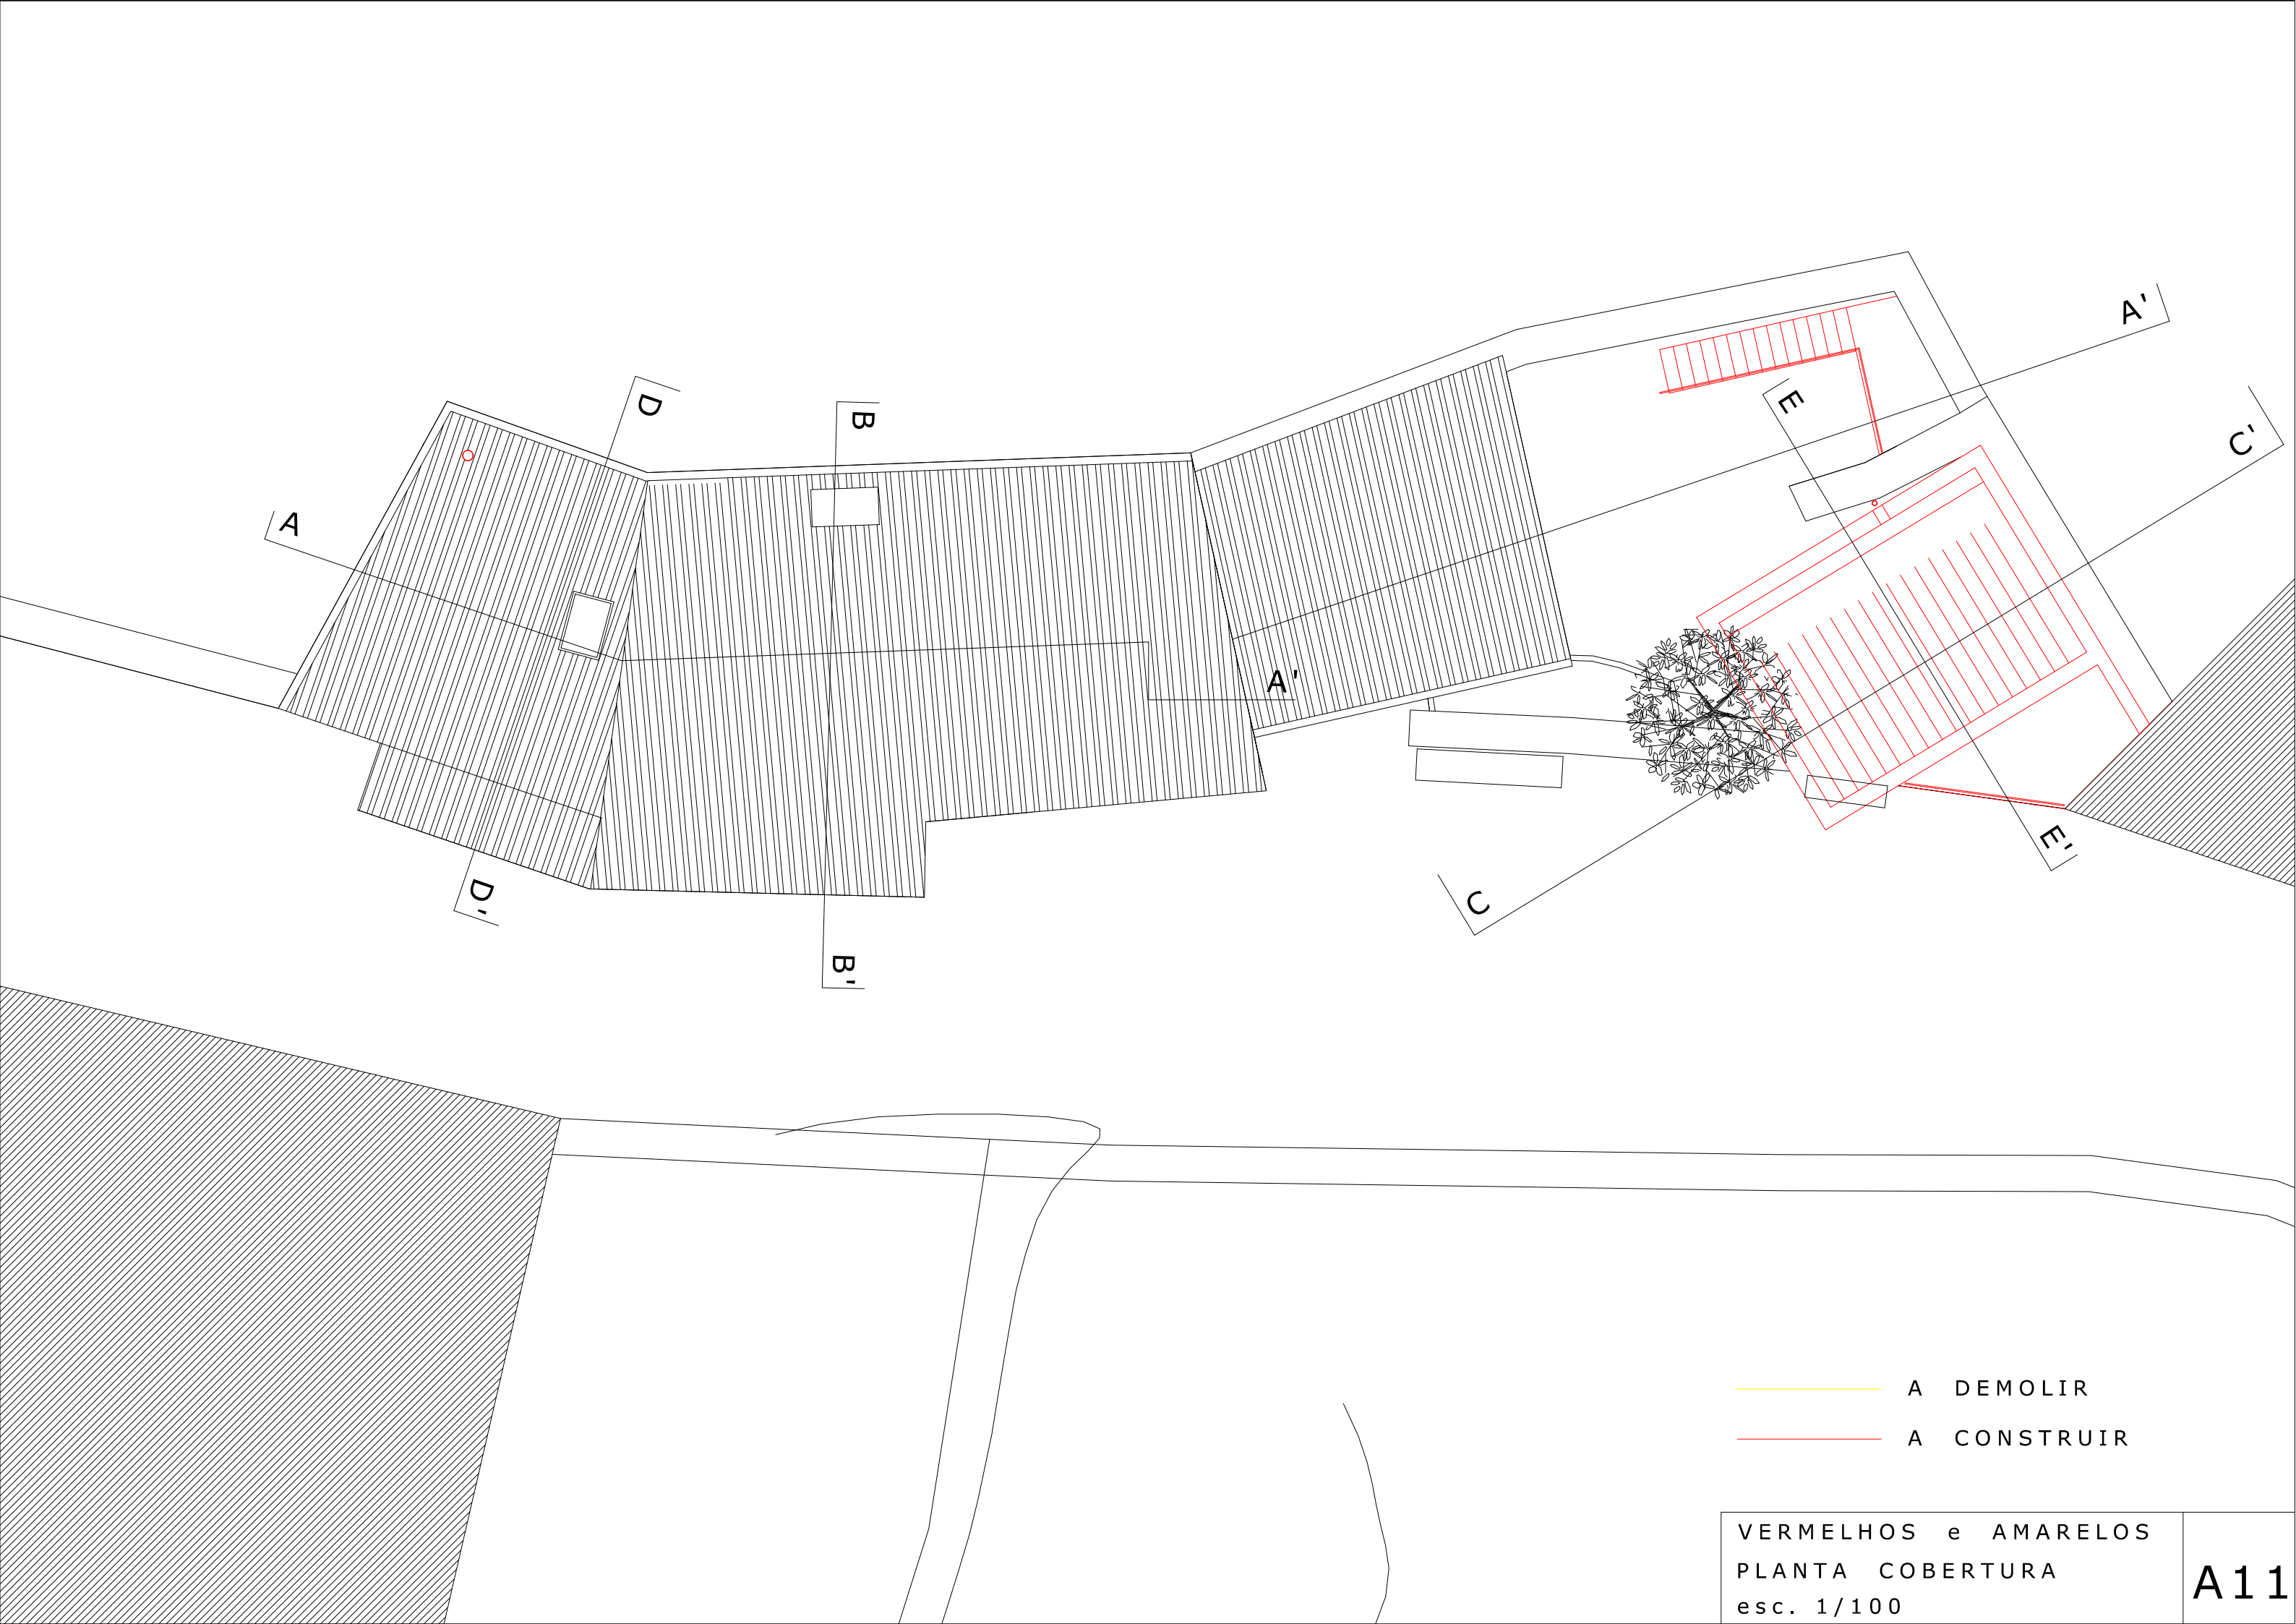 A'
D
E
B
C'
A
A'
E'
D'
C
B'
A DEMOLIR
A CONSTRUIR
VERMELHOS e AMARELOS
PLANTA COBERTURA
esc. 1/100
A11